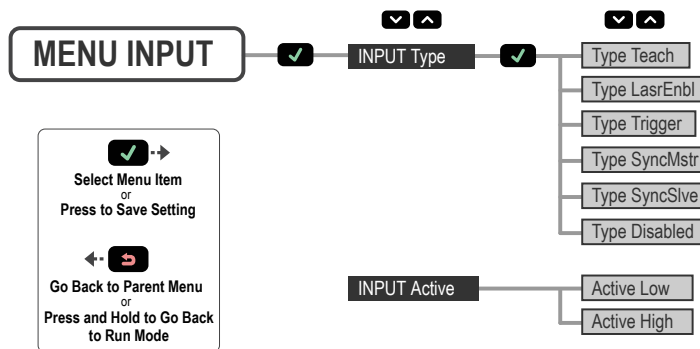 MENU INPUT
INPUT Type
Type Teach
Type LasrEnbl
Type Trigger
Type SyncMstr
Type SyncSlve
Type Disabled
INPUT Active
Active Low
Active High
Select Menu Item
or
Press to Save Setting
Go Back to Parent Menu
or
Press and Hold to Go Back
to Run Mode